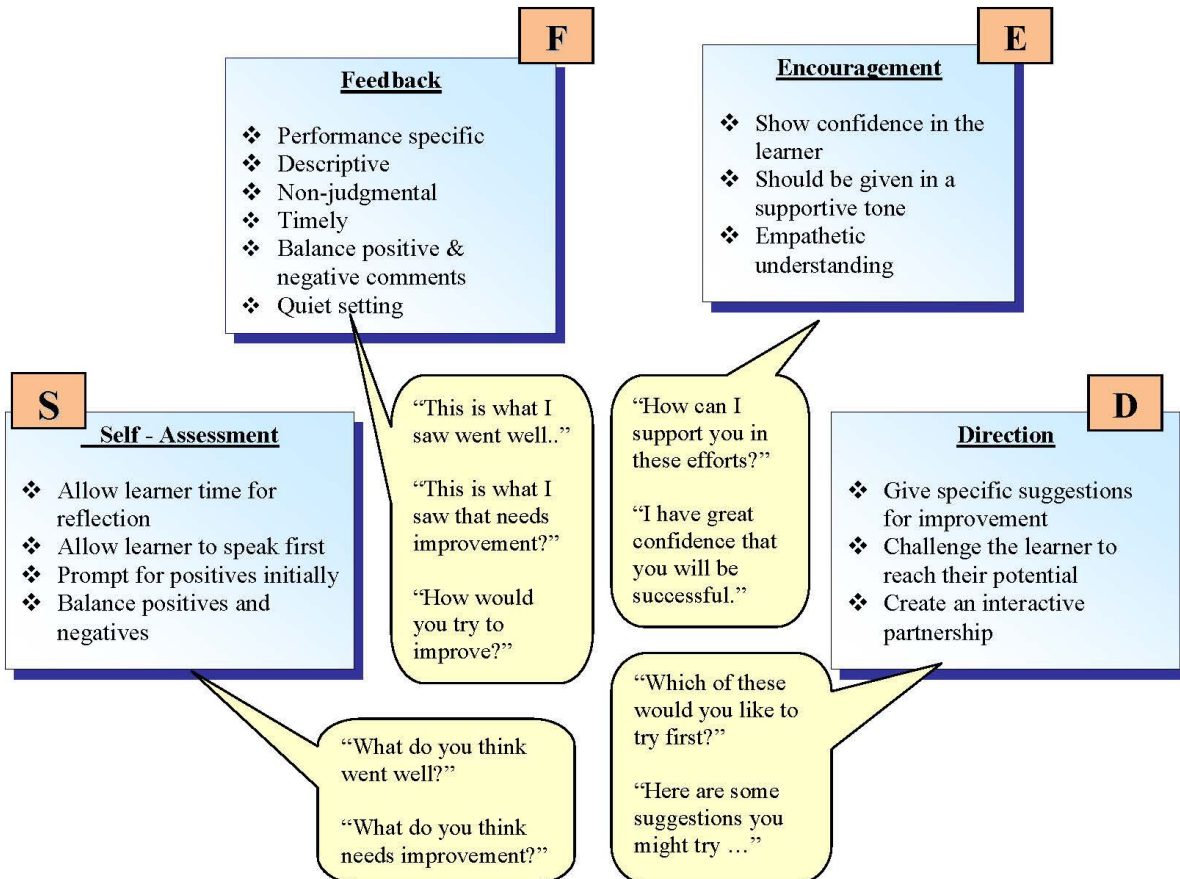 F
Feedback
❖ Performance specific
❖ Descriptive
❖ Non-judgmental
❖ Timely
❖ Balance positive &
negative comments
❖ Quiet setting
E
Encouragement
❖ Show confidence in the
learner
❖ Should be given in a
supportive tone
❖ Empathetic
understanding
S
Self - Assessment
❖ Allow learner time for
reflection
❖ Allow learner to speak first
❖ Prompt for positives initially
❖ Balance positives and
negatives
“This is what I
saw went well..”
“This is what I
saw that needs
improvement?”
“How would
you try to
improve?”
“How can I
support you in
these efforts?”
“I have great
confidence that
you will be
successful.”
D
Direction
❖ Give specific suggestions
for improvement
❖ Challenge the learner to
reach their potential
❖ Create an interactive
partnership
“What do you think
went well?”
“What do you think
needs improvement?”
“Which of these
would you like to
try first?”
“Here are some
suggestions you
might try …”